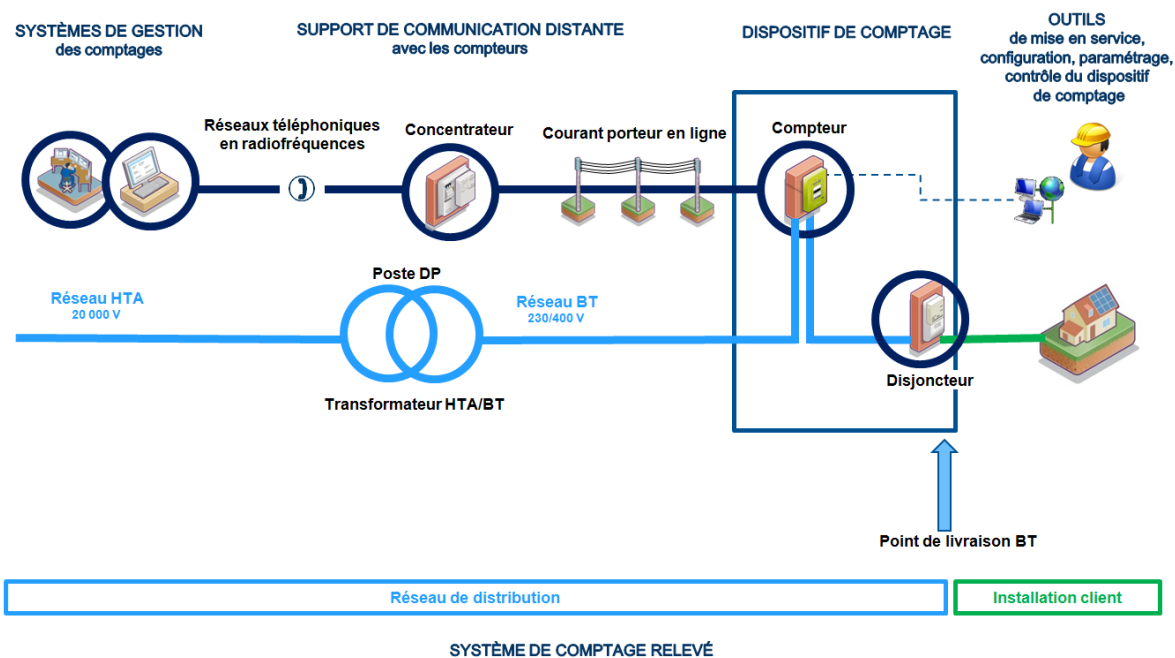 SYSTÈMES DE GESTION
des comptages
SUPPORT DE COMMUNICATION DISTANTE
avec les compteurs
DISPOSITIF DE COMPTAGE
OUTILS
de mise en service,
configuration, paramétrage,
contrôle du dispositif
de comptage
Réseaux téléphoniques
en radiofréquences
Concentrateur
Courant porteur en ligne
Compteur
Poste DP
Réseau HTA
20 000 V
Réseau BT
230/400 V
Transformateur HTA/BT
Disjoncteur
Point de livraison BT
Réseau de distribution
Installation client
SYSTÈME DE COMPTAGE RELEVÉ